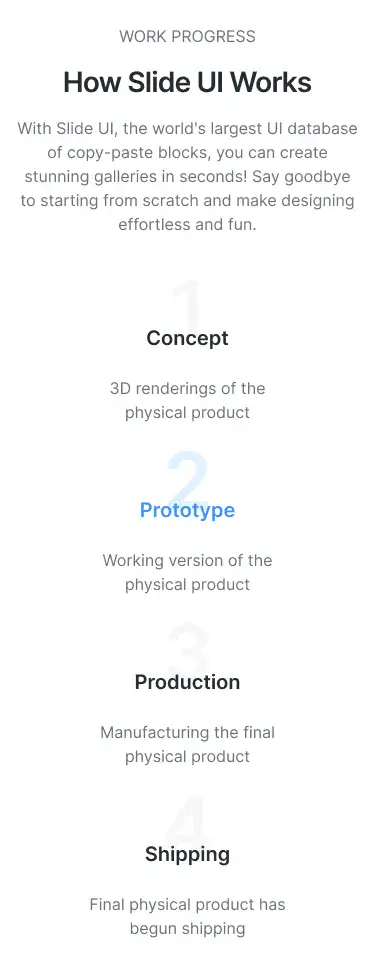 WORK PROGRESS
How Slide UI Works
With Slide UI, the world's largest UI database
of copy-paste blocks, you can create
stunning galleries in seconds! Say goodbye
to starting from scratch and make designing
effortless and fun.
1
Concept
3D renderings of the
physical product
2
Prototype
Working version of the
physical product
3
Production
Manufacturing the final
physical product
4
Shipping
Final physical product has
begun shipping